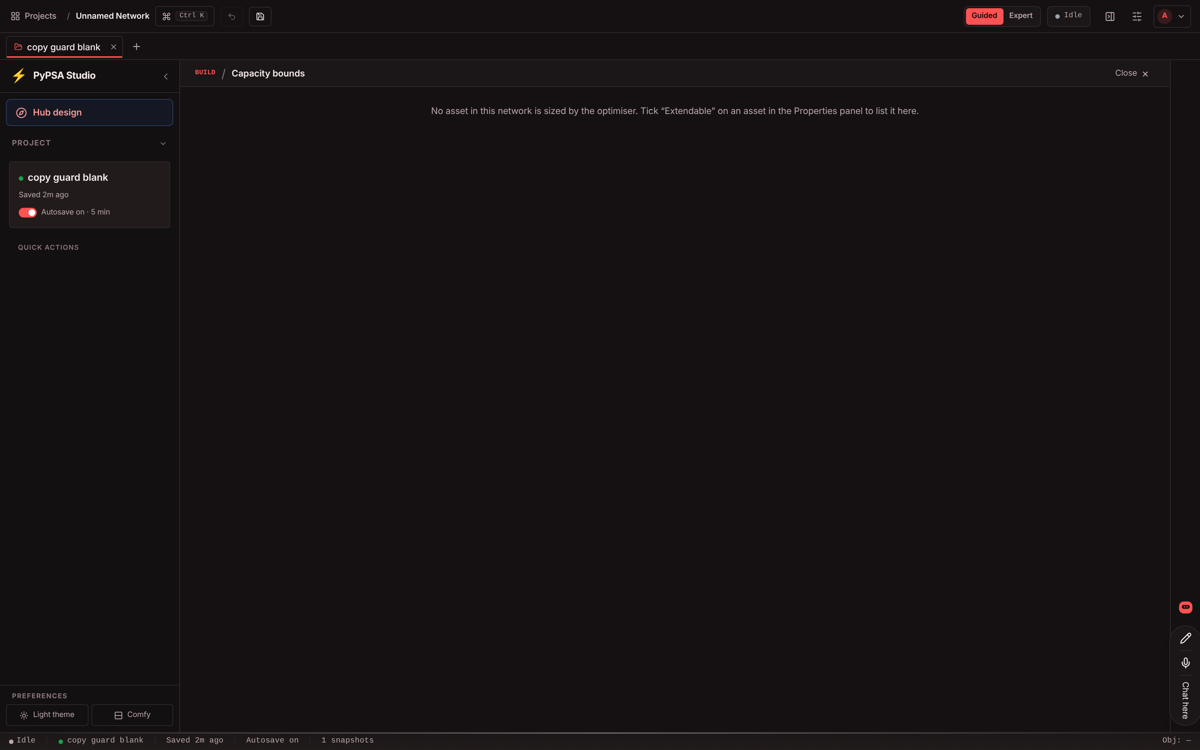 Projects / Unnamed Network Ctrl K Guided Expert Idle A
copy guard blank
PyPSA Studio
BUILD / Capacity bounds Close
Hub design
No asset in this network is sized by the optimiser. Tick “Extendable” on an asset in the Properties panel to list it here.
PROJECT
copy guard blank
Saved 2m ago
Autosave on · 5 min
QUICK ACTIONS
Chat here
PREFERENCES
Light theme Comfy
Idle copy guard blank Saved 2m ago Autosave on 1 snapshots Obj: —